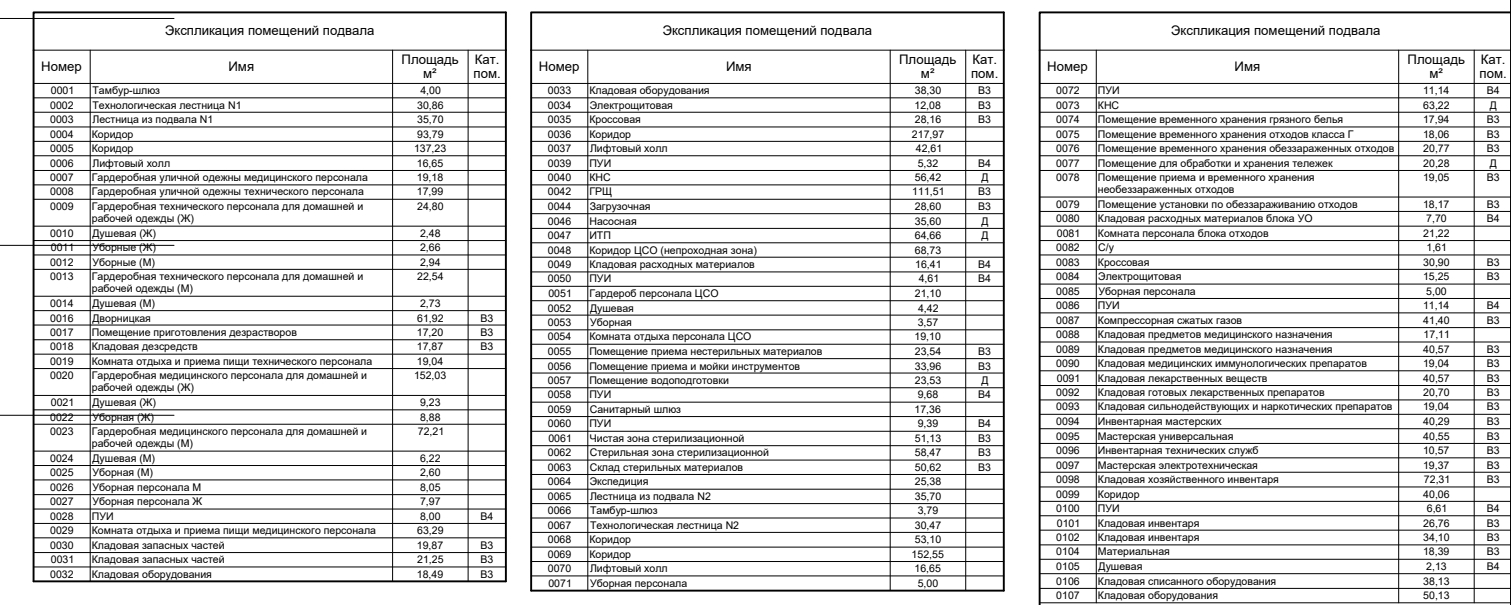 Экспликация помещений подвала
Номер Имя Площадь м² Кат. пом.
0001 Тамбур-шлюз 4,00
0002 Технологическая лестница N1 30,86
0003 Лестница из подвала N1 35,70
0004 Коридор 93,79
0005 Коридор 137,23
0006 Лифтовый холл 16,65
0007 Гардеробная уличной одежны медицинского персонала 19,18
0008 Гардеробная уличной одежны технического персонала 17,99
0009 Гардеробная технического персонала для домашней и 24,80
рабочей одежды (Ж)
0010 Душевая (Ж) 2,48
0011 Уборные (Ж) 2,66
0012 Уборные (М) 2,94
0013 Гардеробная технического персонала для домашней и 22,54
рабочей одежды (М)
0014 Душевая (М) 2,73
0016 Дворницкая 61,92 В3
0017 Помещение приготовления дезрастворов 17,20 В3
0018 Кладовая дезсредств 17,87 В3
0019 Комната отдыха и приема пищи технического персонала 19,04
0020 Гардеробная медицинского персонала для домашней и 152,03
рабочей одежды (Ж)
0021 Душевая (Ж) 9,23
0022 Уборная (Ж) 8,88
0023 Гардеробная медицинского персонала для домашней и 72,21
рабочей одежды (М)
0024 Душевая (М) 6,22
0025 Уборная (М) 2,60
0026 Уборная персонала М 8,05
0027 Уборная персонала Ж 7,97
0028 ПУИ 8,00 В4
0029 Комната отдыха и приема пищи медицинского персонала 63,29
0030 Кладовая запасных частей 19,87 В3
0031 Кладовая запасных частей 21,25 В3
0032 Кладовая оборудования 18,49 В3
Экспликация помещений подвала
Номер Имя Площадь м² Кат. пом.
0033 Кладовая оборудования 38,30 В3
0034 Электрощитовая 12,08 В3
0035 Кроссовая 28,16 В3
0036 Коридор 217,97
0037 Лифтовый холл 42,61
0039 ПУИ 5,32 В4
0040 КНС 56,42 Д
0042 ГРЩ 111,51 В3
0044 Загрузочная 28,60 В3
0046 Насосная 35,60 Д
0047 ИТП 64,66 Д
0048 Коридор ЦСО (непроходная зона) 68,73
0049 Кладовая расходных материалов 16,41 В4
0050 ПУИ 4,61 В4
0051 Гардероб персонала ЦСО 21,10
0052 Душевая 4,42
0053 Уборная 3,57
0054 Комната отдыха персонала ЦСО 19,10
0055 Помещение приема нестерильных материалов 23,54 В3
0056 Помещение приема и мойки инструментов 33,96 В3
0057 Помещение водоподготовки 23,53 Д
0058 ПУИ 9,68 В4
0059 Санитарный шлюз 17,36
0060 ПУИ 9,39 В4
0061 Чистая зона стерилизационной 51,13 В3
0062 Стерильная зона стерилизационной 58,47 В3
0063 Склад стерильных материалов 50,62 В3
0064 Экспедиция 25,38
0065 Лестница из подвала N2 35,70
0066 Тамбур-шлюз 3,79
0067 Технологическая лестница N2 30,47
0068 Коридор 53,10
0069 Коридор 152,55
0070 Лифтовый холл 16,65
0071 Уборная персонала 5,00
Экспликация помещений подвала
Номер Имя Площадь м² Кат. пом.
0072 ПУИ 11,14 В4
0073 КНС 63,22 Д
0074 Помещение временного хранения грязного белья 17,94 В3
0075 Помещение временного хранения отходов класса Г 18,06 В3
0076 Помещение временного хранения обеззараженных отходов 20,77 В3
0077 Помещение для обработки и хранения тележек 20,28 Д
0078 Помещение приема и временного хранения 19,05 В3
необеззараженных отходов
0079 Помещение установки по обеззараживанию отходов 18,17 В3
0080 Кладовая расходных материалов блока УО 7,70 В4
0081 Комната персонала блока отходов 21,22
0082 С/у 1,61
0083 Кроссовая 30,90 В3
0084 Электрощитовая 15,25 В3
0085 Уборная персонала 5,00
0086 ПУИ 11,14 В4
0087 Компрессорная сжатых газов 41,40 В3
0088 Кладовая предметов медицинского назначения 17,11
0089 Кладовая предметов медицинского назначения 40,57 В3
0090 Кладовая медицинских иммунологических препаратов 19,04 В3
0091 Кладовая лекарственных веществ 40,57 В3
0092 Кладовая готовых лекарственных препаратов 20,70 В3
0093 Кладовая сильнодействующих и наркотических препаратов 19,04 В3
0094 Инвентарная мастерских 40,29 В3
0095 Мастерская универсальная 40,55 В3
0096 Инвентарная технических служб 10,57 В3
0097 Мастерская электротехническая 19,37 В3
0098 Кладовая хозяйственного инвентаря 72,31 В3
0099 Коридор 40,06
0100 ПУИ 6,61 В4
0101 Кладовая инвентаря 26,76 В3
0102 Кладовая инвентаря 34,10 В3
0104 Материальная 18,39 В3
0105 Душевая 2,13 В4
0106 Кладовая списанного оборудования 38,13
0107 Кладовая оборудования 50,13